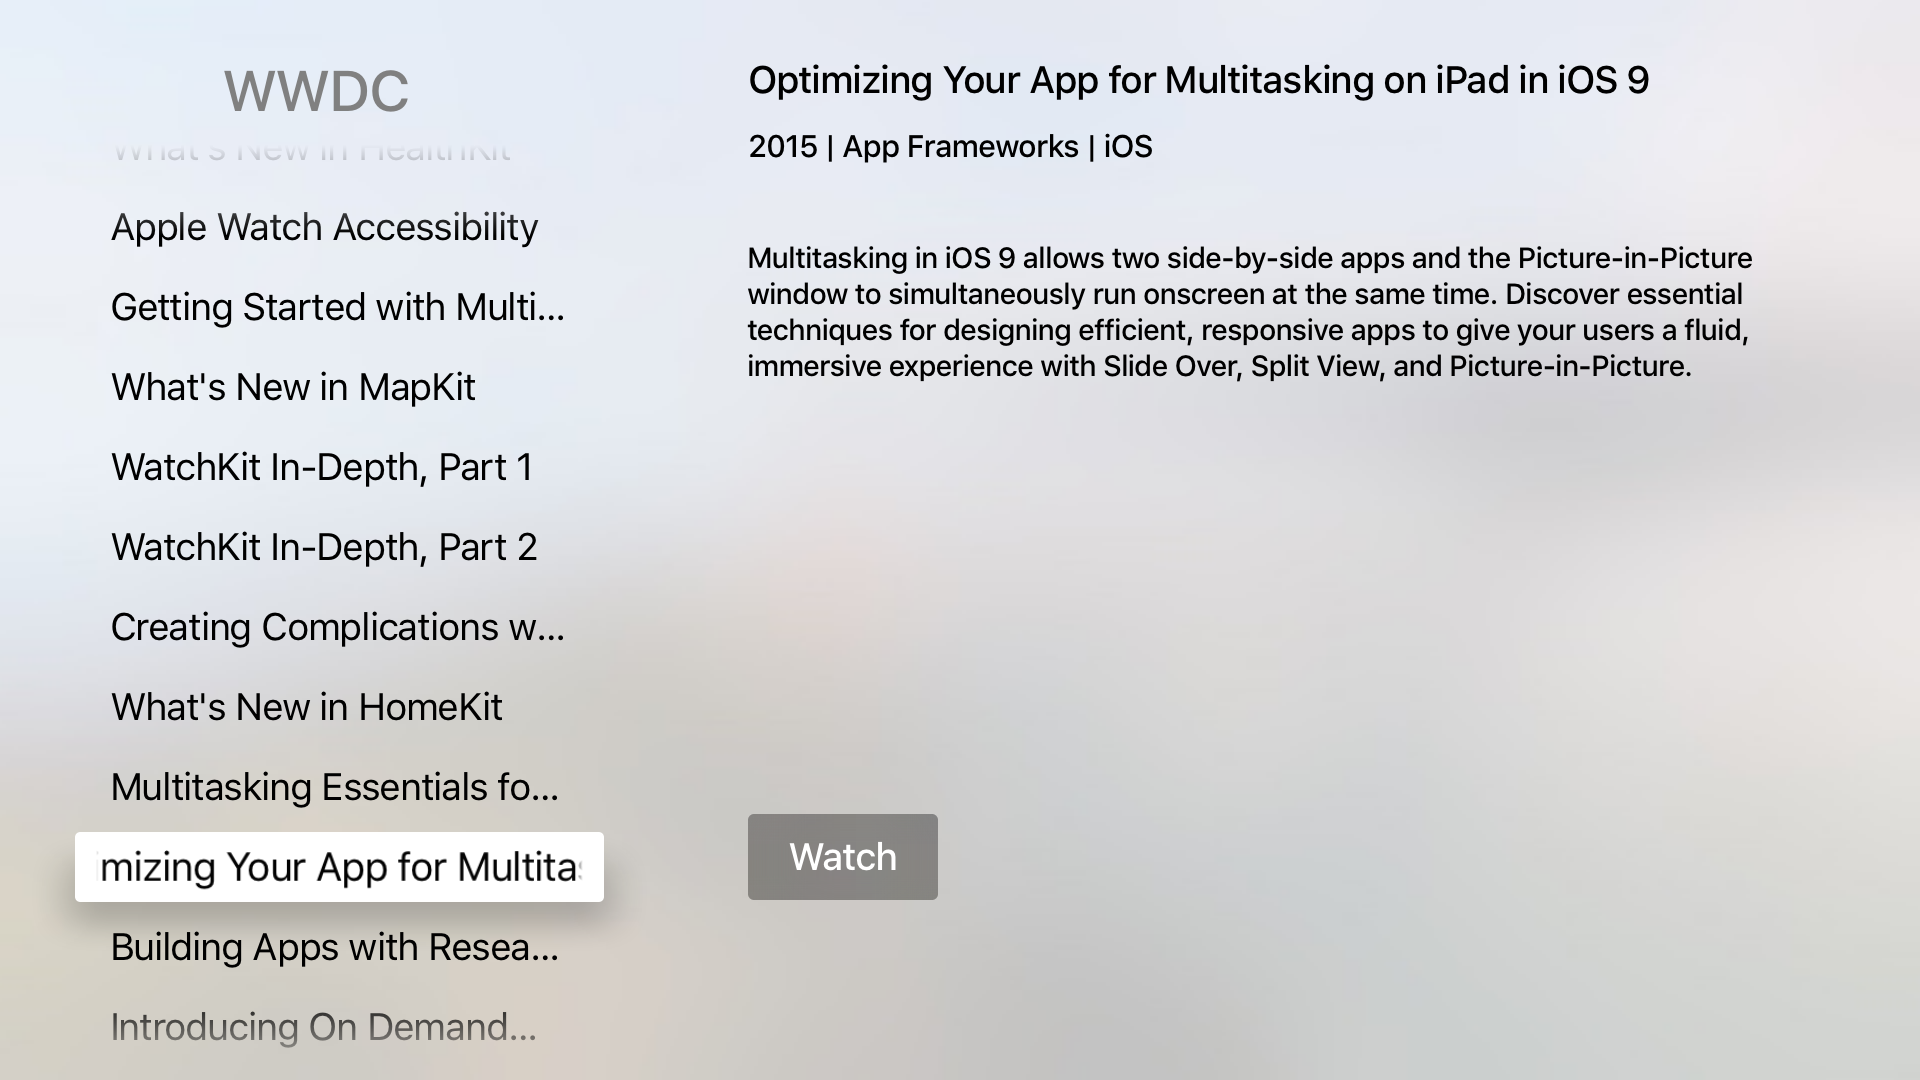 WWDC
What's New in HealthKit
Apple Watch Accessibility
Getting Started with Multi...
What's New in MapKit
WatchKit In-Depth, Part 1
WatchKit In-Depth, Part 2
Creating Complications w...
What's New in HomeKit
Multitasking Essentials fo...
imizing Your App for Multitas
Building Apps with Resea...
Introducing On Demand...
Optimizing Your App for Multitasking on iPad in iOS 9
2015 | App Frameworks | iOS
Multitasking in iOS 9 allows two side-by-side apps and the Picture-in-Picture
window to simultaneously run onscreen at the same time. Discover essential
techniques for designing efficient, responsive apps to give your users a fluid,
immersive experience with Slide Over, Split View, and Picture-in-Picture.
Watch